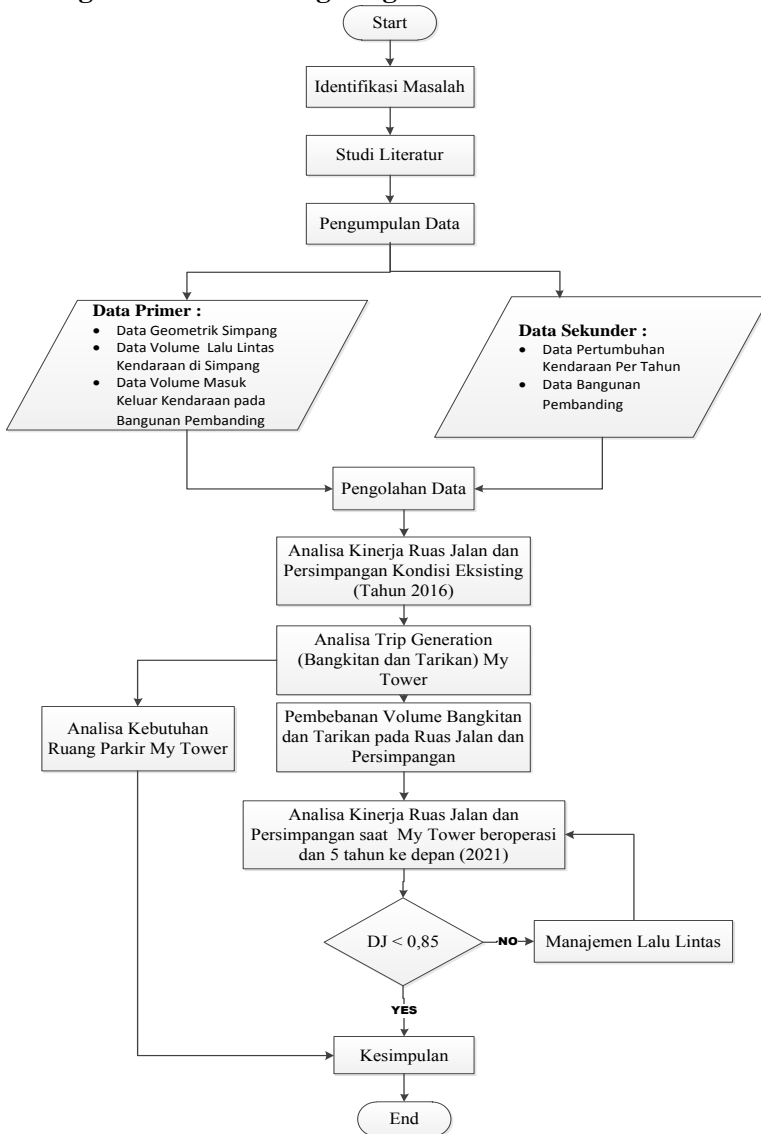 Start
Identifikasi Masalah
Studi Literatur
Pengumpulan Data
Data Primer :
• Data Geometrik Simpang
• Data Volume Lalu Lintas
Kendaraan di Simpang
• Data Volume Masuk
Keluar Kendaraan pada
Bangunan Pembanding
Data Sekunder :
• Data Pertumbuhan
Kendaraan Per Tahun
• Data Bangunan
Pembanding
Pengolahan Data
Analisa Kinerja Ruas Jalan dan
Persimpangan Kondisi Eksisting
(Tahun 2016)
Analisa Trip Generation
(Bangkitan dan Tarikan) My
Tower
Analisa Kebutuhan
Ruang Parkir My Tower
Pembebanan Volume Bangkitan
dan Tarikan pada Ruas Jalan dan
Persimpangan
Analisa Kinerja Ruas Jalan dan
Persimpangan saat My Tower beroperasi
dan 5 tahun ke depan (2021)
DJ < 0,85
NO
Manajemen Lalu Lintas
YES
Kesimpulan
End